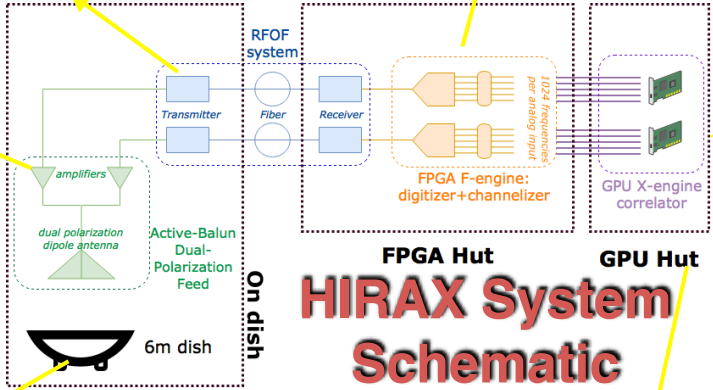 RFOF
system
Transmitter
Fiber
Receiver
1024 frequencies
per analog input
FPGA F-engine:
digitizer+channelizer
GPU X-engine
correlator
amplifiers
dual polarization
dipole antenna
Active-Balun
Dual-
Polarization
Feed
On dish
6m dish
FPGA Hut
GPU Hut
HIRAX System
Schematic